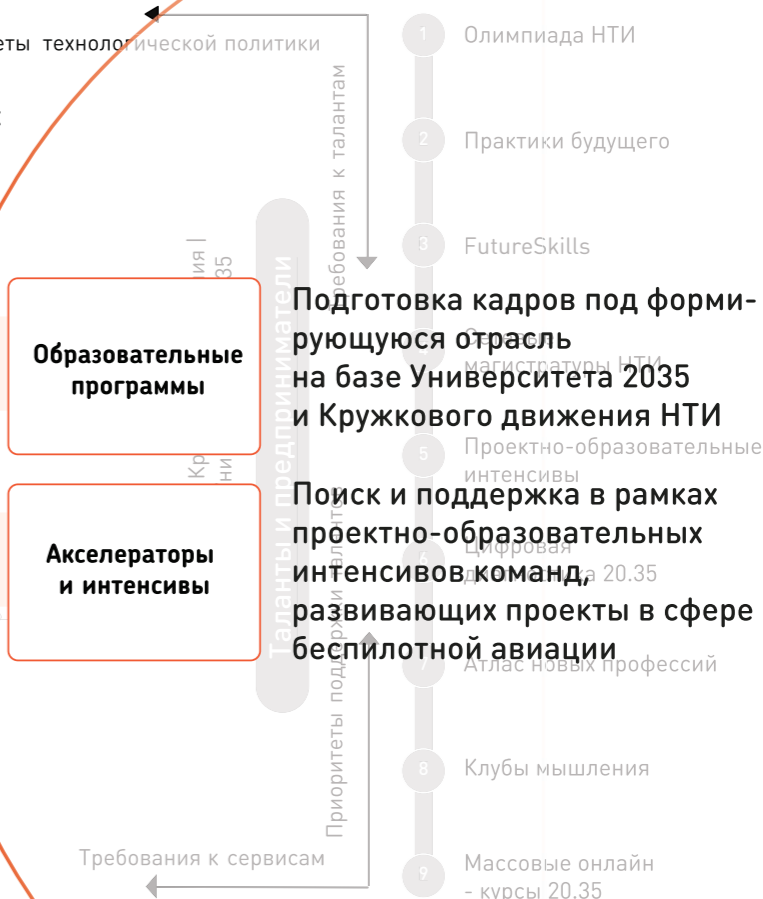 еты технологической политики
Требования к талантам
1 Олимпиада НТИ
2 Практики будущего
3 FutureSkills
Образовательные
программы
Подготовка кадров под форми-
рующуюся отрасль
на базе Университета 2035
и Кружкового движения НТИ
Сетевые
магистратуры НТИ
Таланты и предприниматели
5 Проектно-образовательные
интенсивы
Акселераторы
и интенсивы
Поиск и поддержка в рамках
проектно-образовательных
интенсивов команд,
развивающих проекты в сфере
беспилотной авиации
6 Цифровая
20.35
Приоритеты поддержки талантов
7 Атлас новых профессий
8 Клубы мышления
Требования к сервисам
9 Массовые онлайн
- курсы 20.35